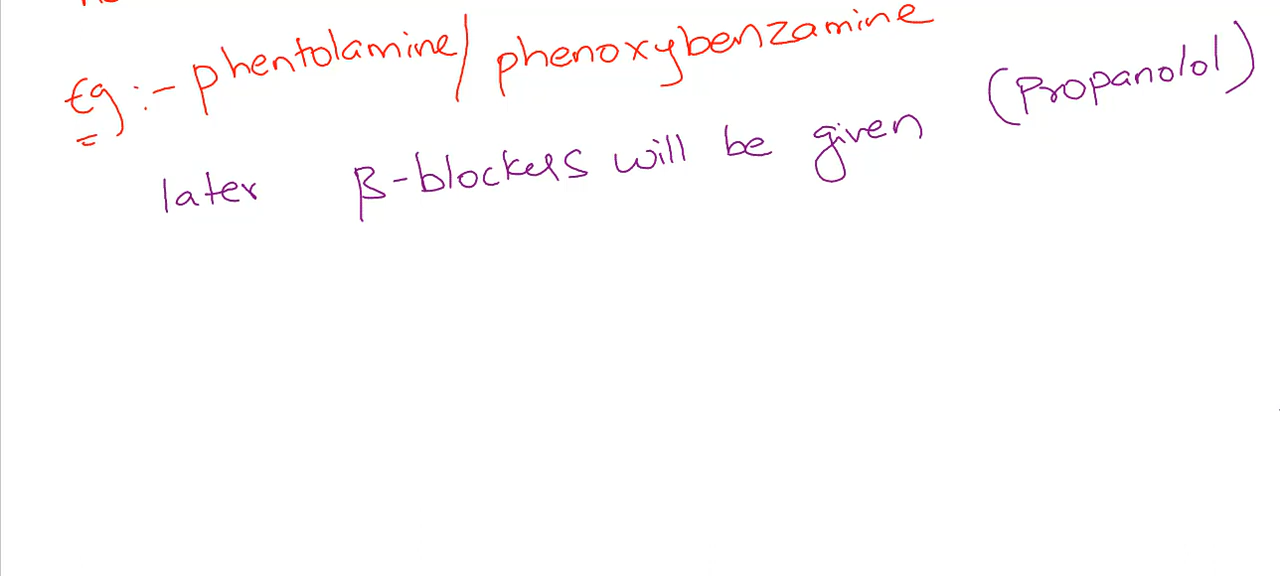 Eg :- phentolamine/ phenoxybenzamine
later β-blockers will be given (Propanolol)